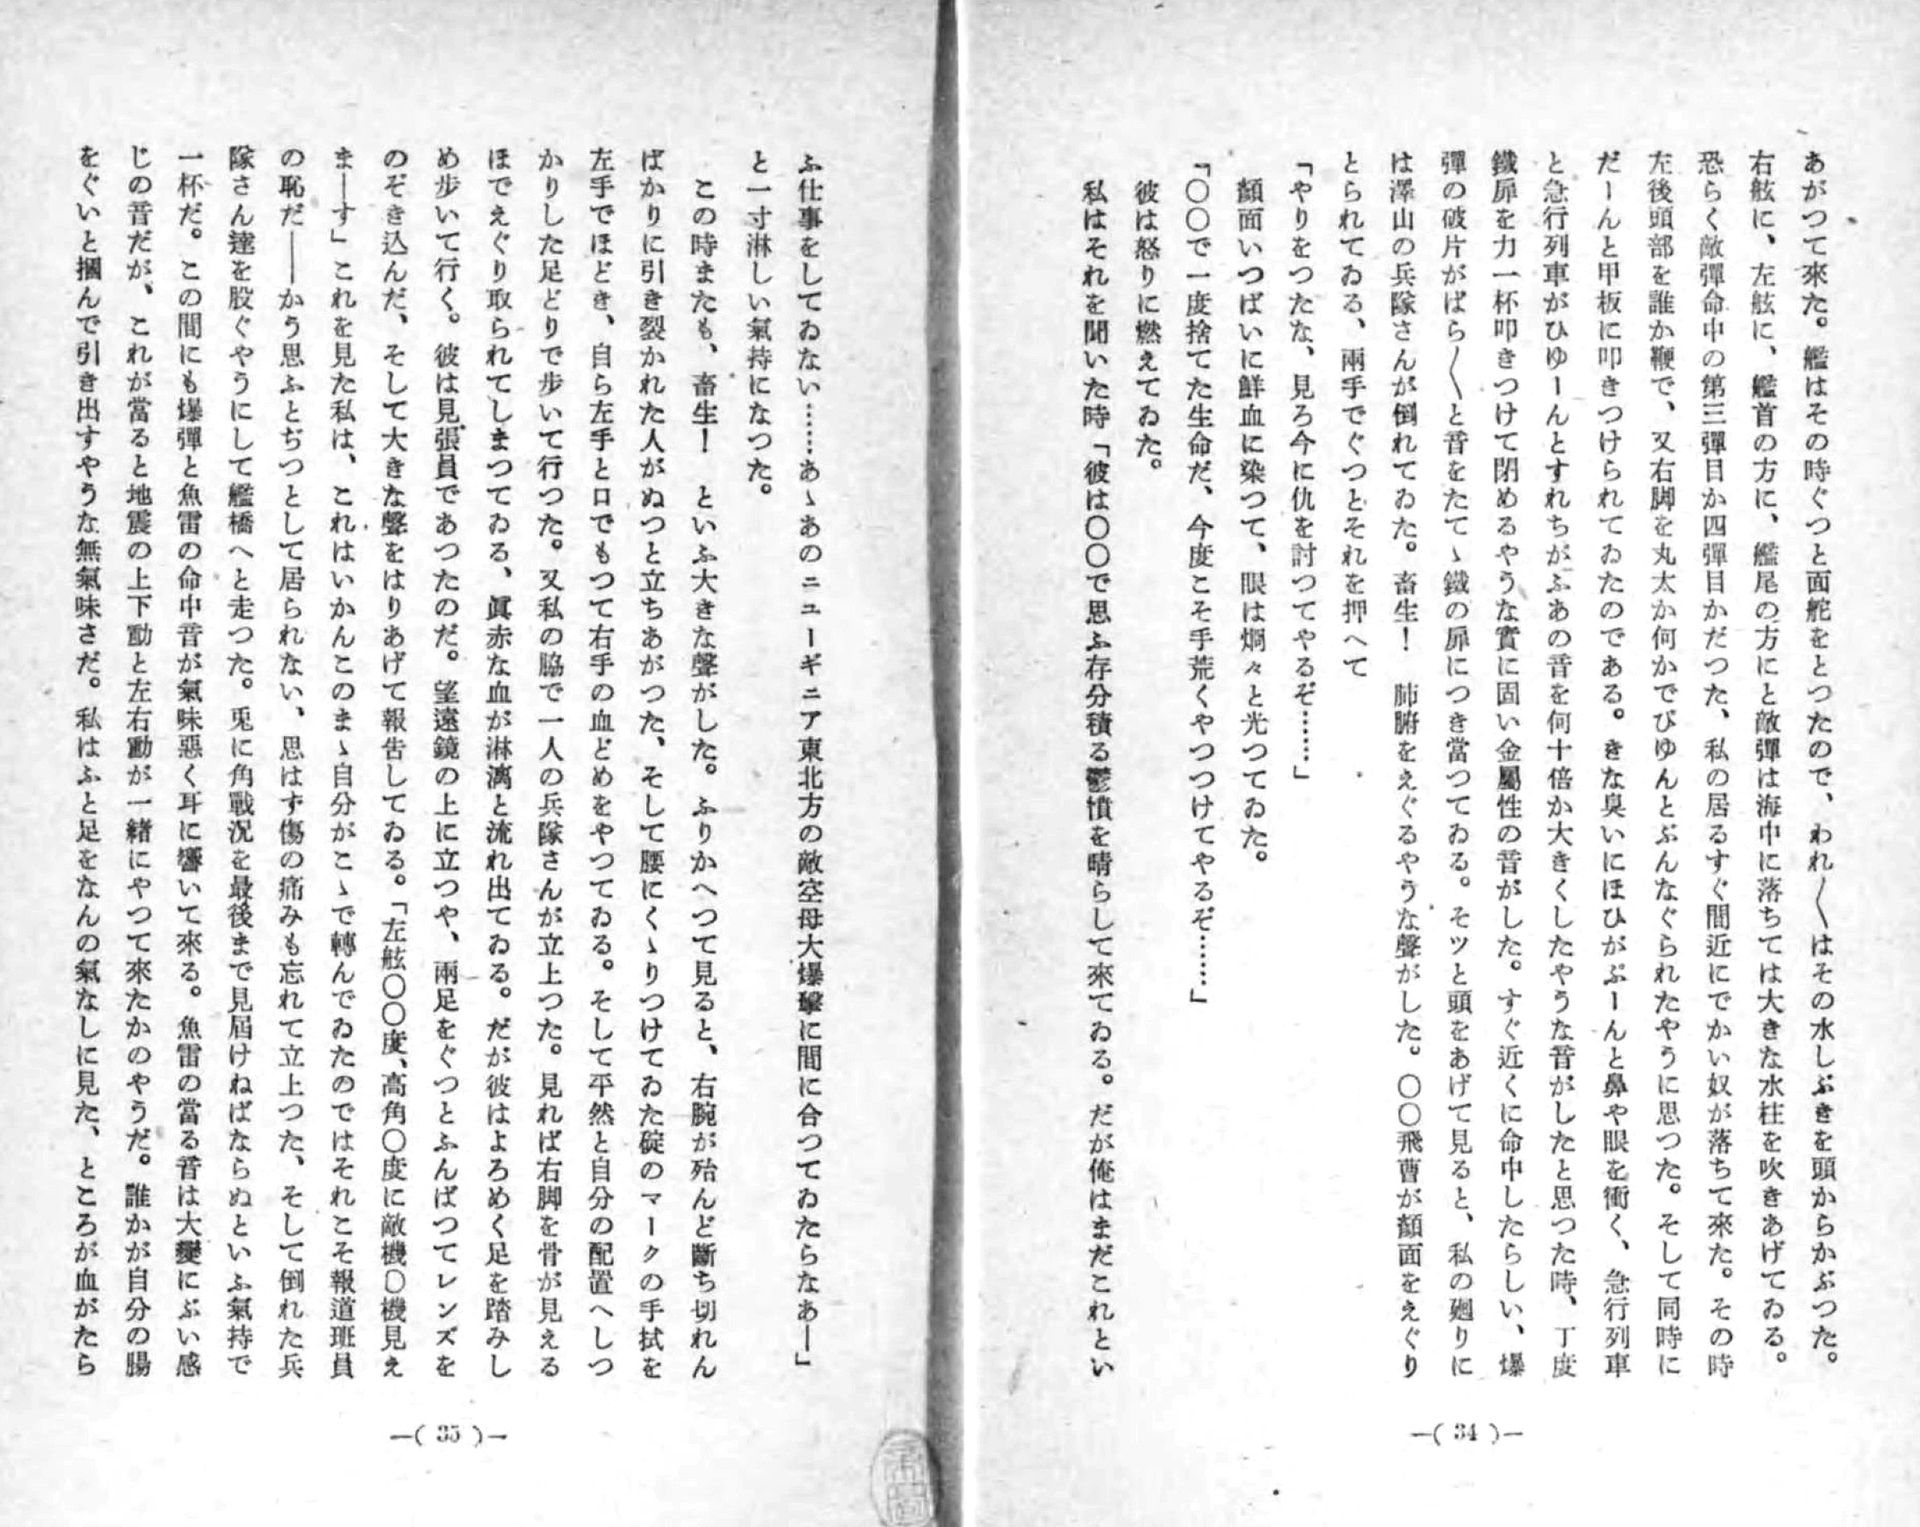 あがつて來た。艦はその時ぐつと面舵をとつたので、われ〳〵はその水しぶきを頭からかぶつた。
右舷に、左舷に、艦首の方に、艦尾の方にと敵彈は海中に落ちては大きな水柱を吹きあげてゐる。
恐らく敵彈命中の第三彈目か四彈目かだつた、私の居るすぐ間近にでかい奴が落ちて來た。その時
左後頭部を誰か鞭で、又右脚を丸太か何かでびゆんとぶんなぐられたやうに思つた。そして同時に
だーんと甲板に叩きつけられてゐたのである。きな臭いにほひがぷーんと鼻や眼を衝く、急行列車
と急行列車がひゆーんとすれちがふあの音を何十倍か大きくしたやうな音がしたと思つた時、丁度
鐵扉を力一杯叩きつけて閉めるやうな實に固い金屬性の音がした。すぐ近くに命中したらしい、爆
彈の破片がばら〳〵と音をたてゝ鐵の扉につき當つてゐる。そツと頭をあげて見ると、私の廻りに
は澤山の兵隊さんが倒れてゐた。畜生！　肺腑をえぐるやうな聲がした。〇〇飛曹が顏面をえぐり
とられてゐる、兩手でぐつとそれを押へて
「やりをつたな、見ろ今に仇を討つてやるぞ……」
顏面いつぱいに鮮血に染つて、眼は烱々と光つてゐた。
「〇〇で一度捨てた生命だ、今度こそ手荒くやつつけてやるぞ……」
彼は怒りに燃えてゐた。
私はそれを聞いた時「彼は〇〇で思ふ存分積る鬱憤を晴らして來てゐる。だが俺はまだこれとい
—( 34 )—
ふ仕事をしてゐない……あゝあのニューギニア東北方の敵空母大爆擊に間に合つてゐたらなあ—」
と一寸淋しい氣持になつた。
この時またも、畜生！　といふ大きな聲がした。ふりかへつて見ると、右腕が殆んど斷ち切れん
ばかりに引き裂かれた人がぬつと立ちあがつた、そして腰にくゝりつけてゐた碇のマークの手拭を
左手でほどき、自ら左手と口でもつて右手の血どめをやつてゐる。そして平然と自分の配置へしつ
かりした足どりで步いて行つた。又私の脇で一人の兵隊さんが立上つた。見れば右脚を骨が見える
ほでえぐり取られてしまつてゐる、眞赤な血が淋漓と流れ出てゐる。だが彼はよろめく足を踏みし
め步いて行く。彼は見張員であつたのだ。望遠鏡の上に立つや、兩足をぐつとふんばつてレンズを
のぞき込んだ、そして大きな聲をはりあげて報告してゐる。「左舷〇〇度、高角〇度に敵機〇機見え
ま——す」これを見た私は、これはいかんこのまゝ自分がこゝで轉んでゐたのではそれこそ報道班員
の恥だ——かう思ふとぢつとして居られない、思はず傷の痛みも忘れて立上つた、そして倒れた兵
隊さん達を股ぐやうにして艦橋へと走つた。兎に角戰況を最後まで見屆けねばならぬといふ氣持で
一杯だ。この間にも爆彈と魚雷の命中音が氣味惡く耳に響いて來る。魚雷の當る音は大變にぶい感
じの音だが、これが當ると地震の上下動と左右動が一緒にやつて來たかのやうだ。誰かが自分の腸
をぐいと摑んで引き出すやうな無氣味さだ。私はふと足をなんの氣なしに見た、ところが血がたら
—( 35 )—